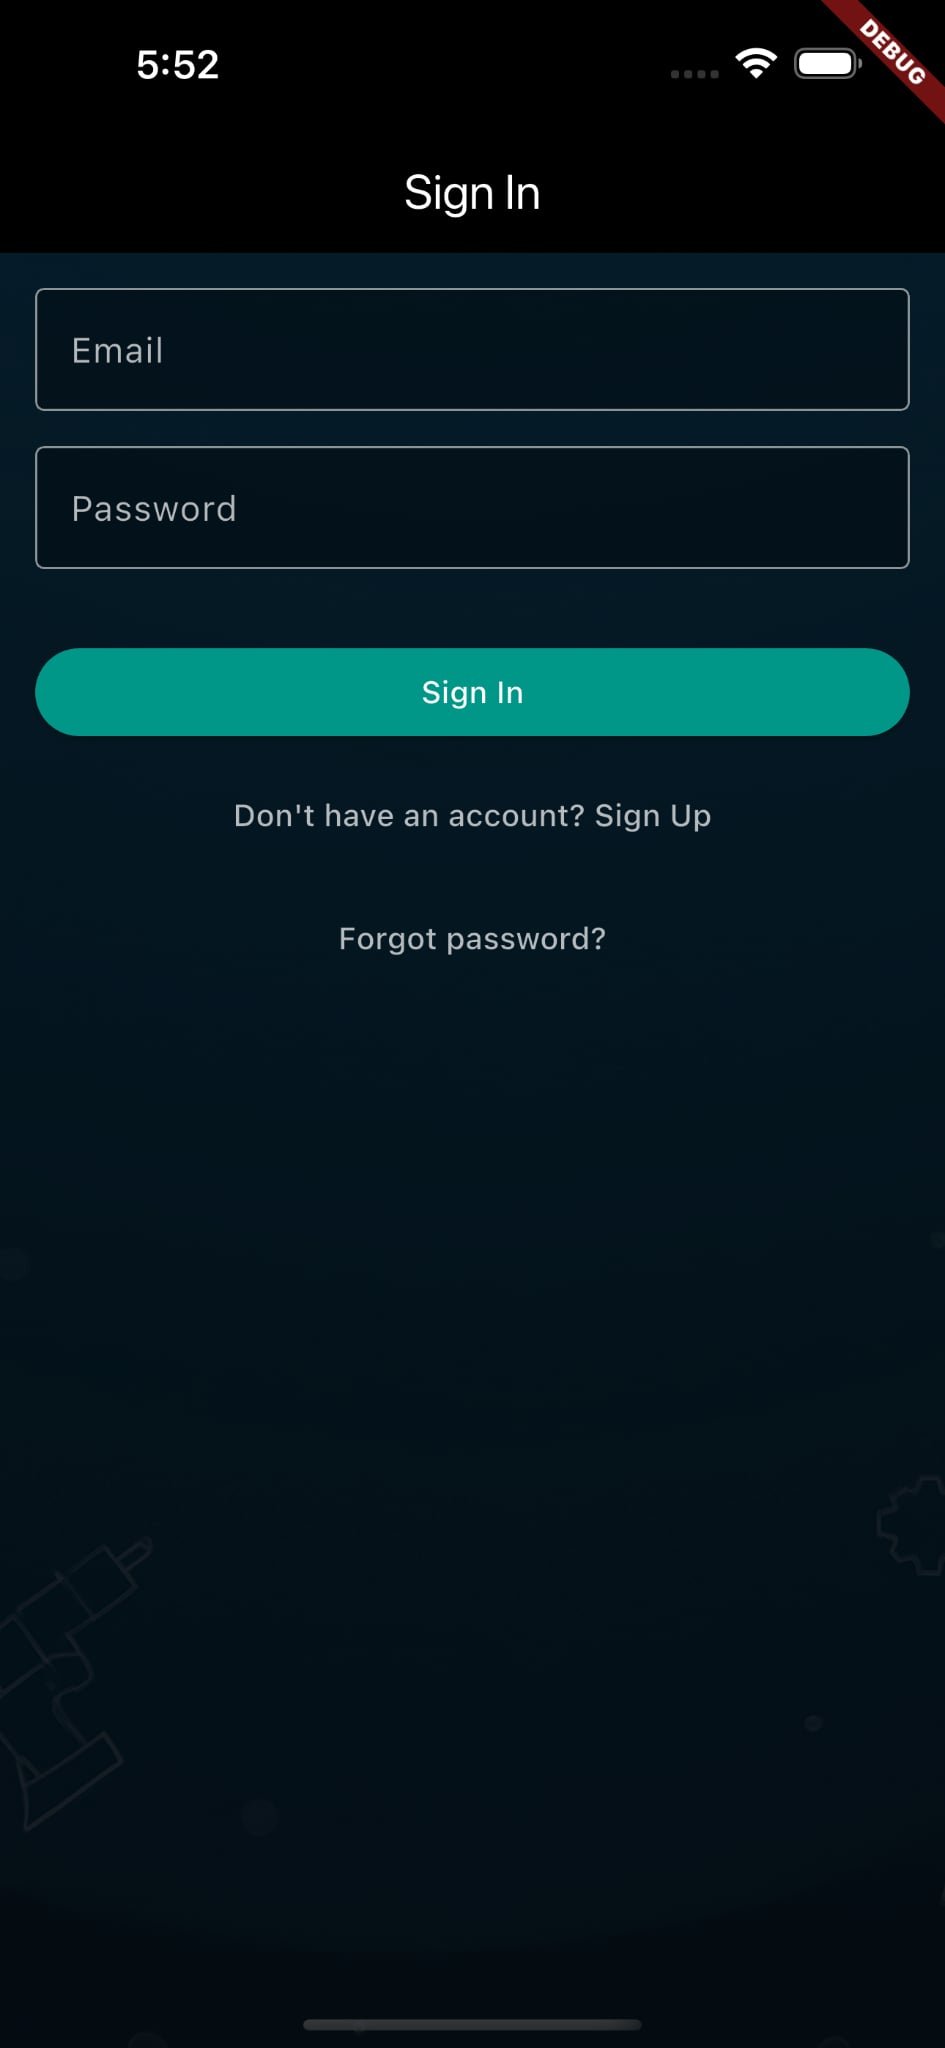 5:52
DEBUG
Sign In
Email
Password
Sign In
Don't have an account? Sign Up
Forgot password?